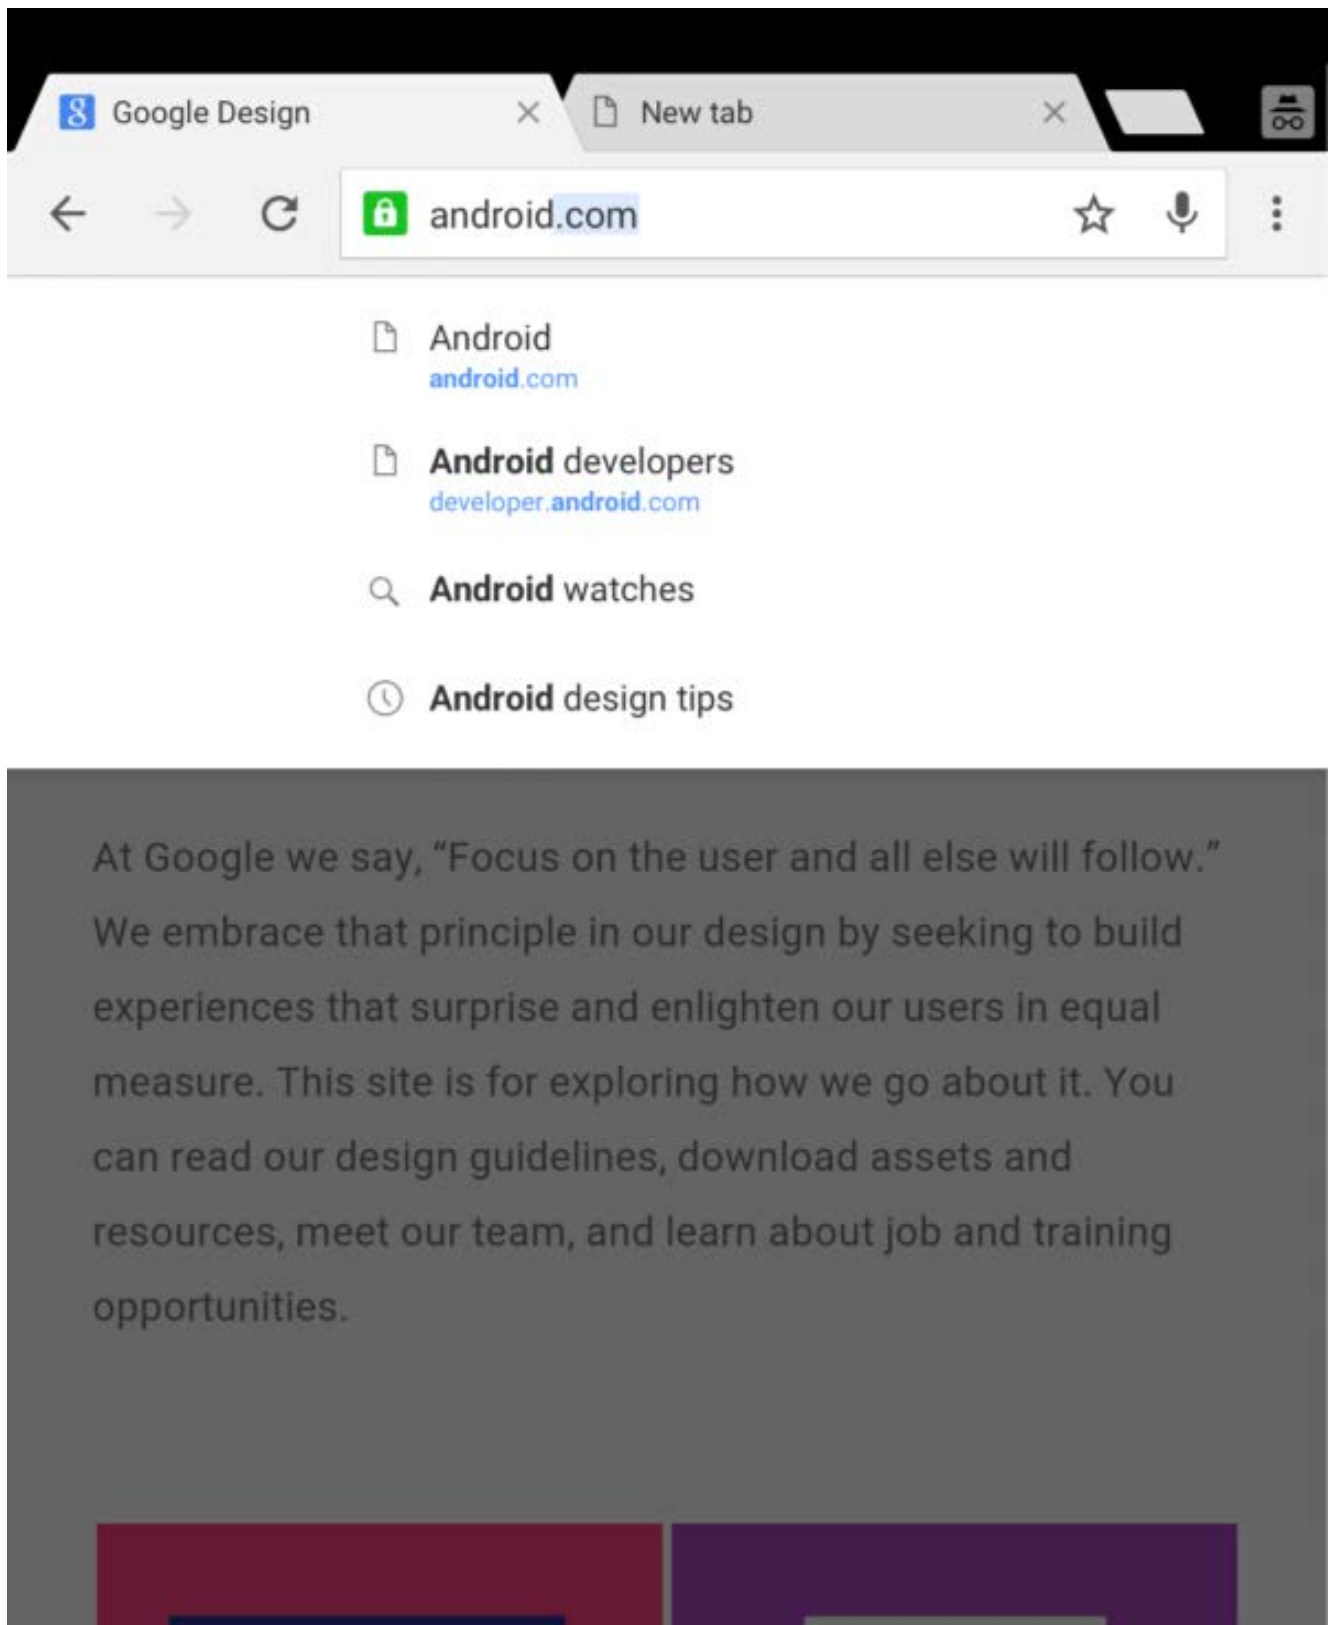 Google Design
New tab
android.com
Android
android.com
Android developers
developer.android.com
Android watches
Android design tips
At Google we say, “Focus on the user and all else will follow.”
We embrace that principle in our design by seeking to build
experiences that surprise and enlighten our users in equal
measure. This site is for exploring how we go about it. You
can read our design guidelines, download assets and
resources, meet our team, and learn about job and training
opportunities.